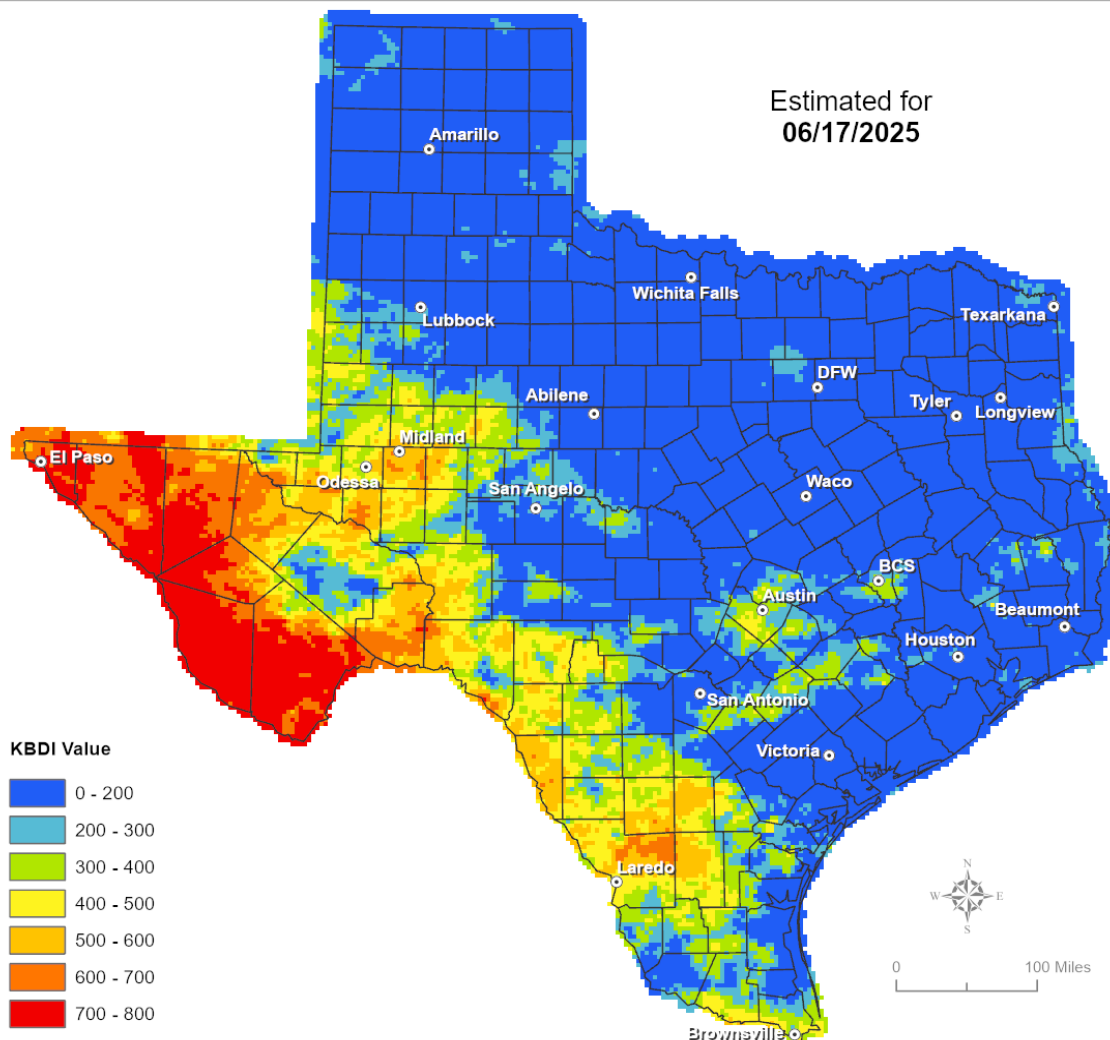 Estimated for
06/17/2025
Amarillo
Wichita Falls
Lubbock
Texarkana
DFW
Abilene
Tyler
Longview
Midland
El Paso
Odessa
San Angelo
Waco
BCS
Austin
Beaumont
Houston
San Antonio
Victoria
Laredo
Brownsville
KBDI Value
0 - 200
200 - 300
300 - 400
400 - 500
500 - 600
600 - 700
700 - 800
N
W E
S
0 100 Miles